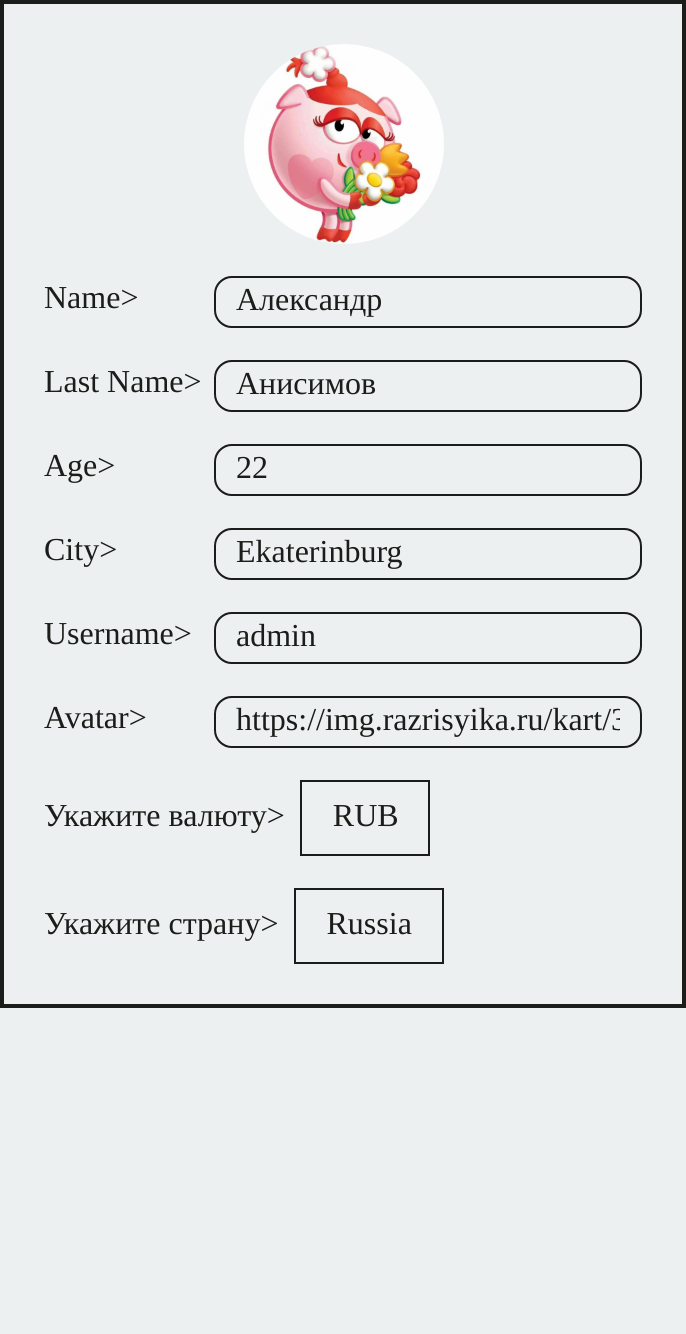 Name> Александр
Last Name> Анисимов
Age> 22
City> Ekaterinburg
Username> admin
Avatar> https://img.razrisyika.ru/kart/3
Укажите валюту> RUB
Укажите страну> Russia